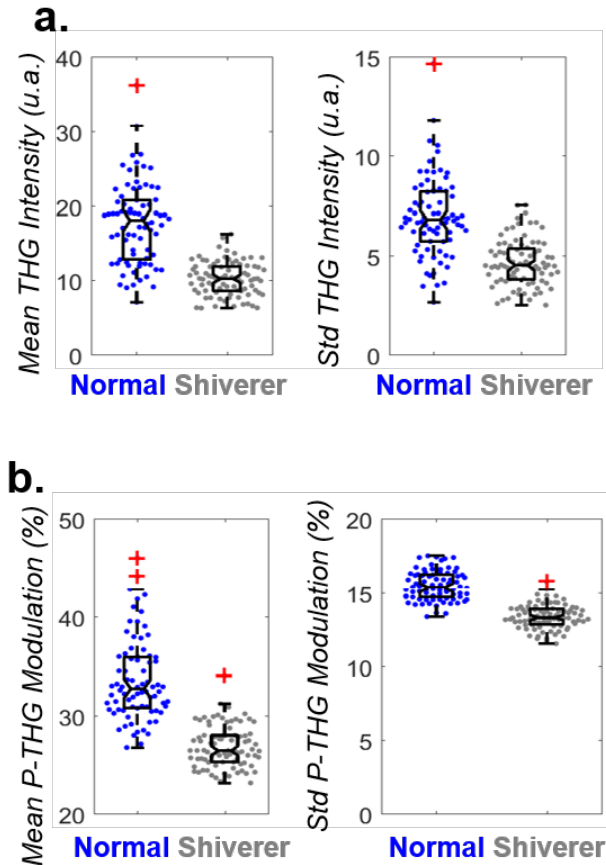 a.
Mean THG Intensity (u.a.)
40
30
20
10
0
Normal Shiverer
Std THG Intensity (u.a.)
15
10
5
0
Normal Shiverer
b.
Mean P-THG Modulation (%)
50
40
30
20
Normal Shiverer
Std P-THG Modulation (%)
20
15
10
5
0
Normal Shiverer